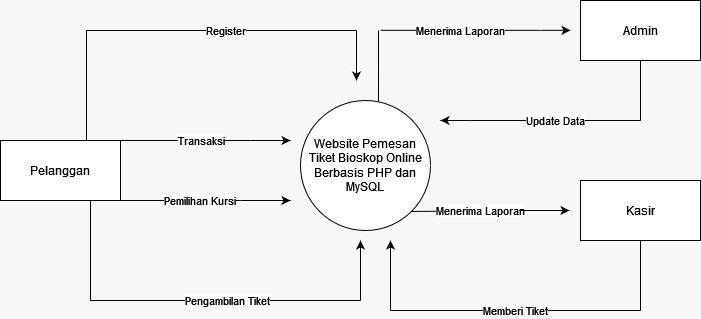 Register
Menerima Laporan
Admin
Update Data
Transaksi
Pelanggan
Website Pemesan
Tiket Bioskop Online
Berbasis PHP dan
MySQL
Pemilihan Kursi
Menerima Laporan
Kasir
Pengambilan Tiket
Memberi Tiket